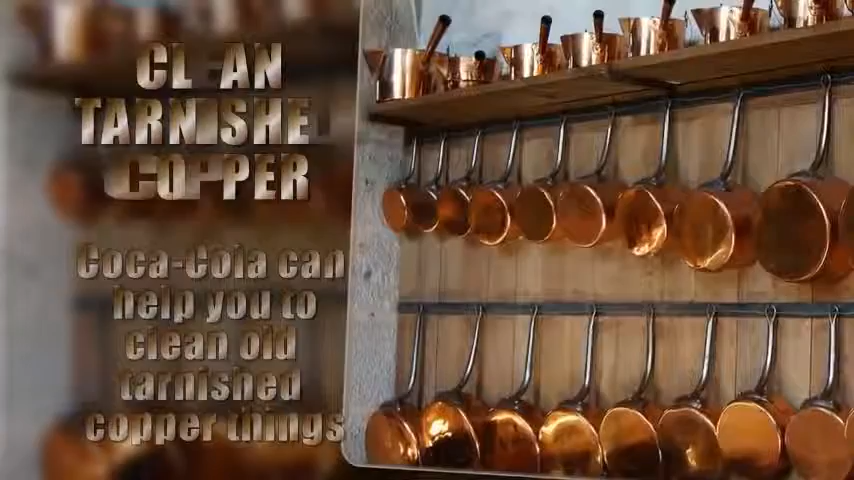 CLEAN
TARNISHED
COPPER
Coca-Cola can
help you to
clean old
tarnished
copper things